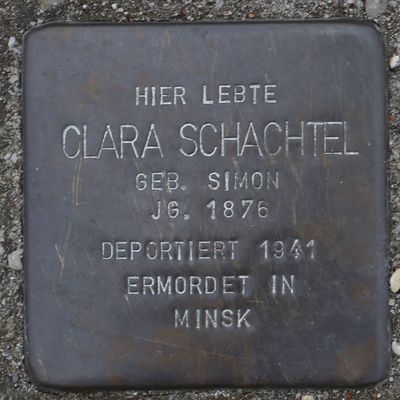 HIER LEBTE
CLARA SCHACHTEL
GEB. SIMON
JG. 1876
DEPORTIERT 1941
ERMORDET IN
MINSK